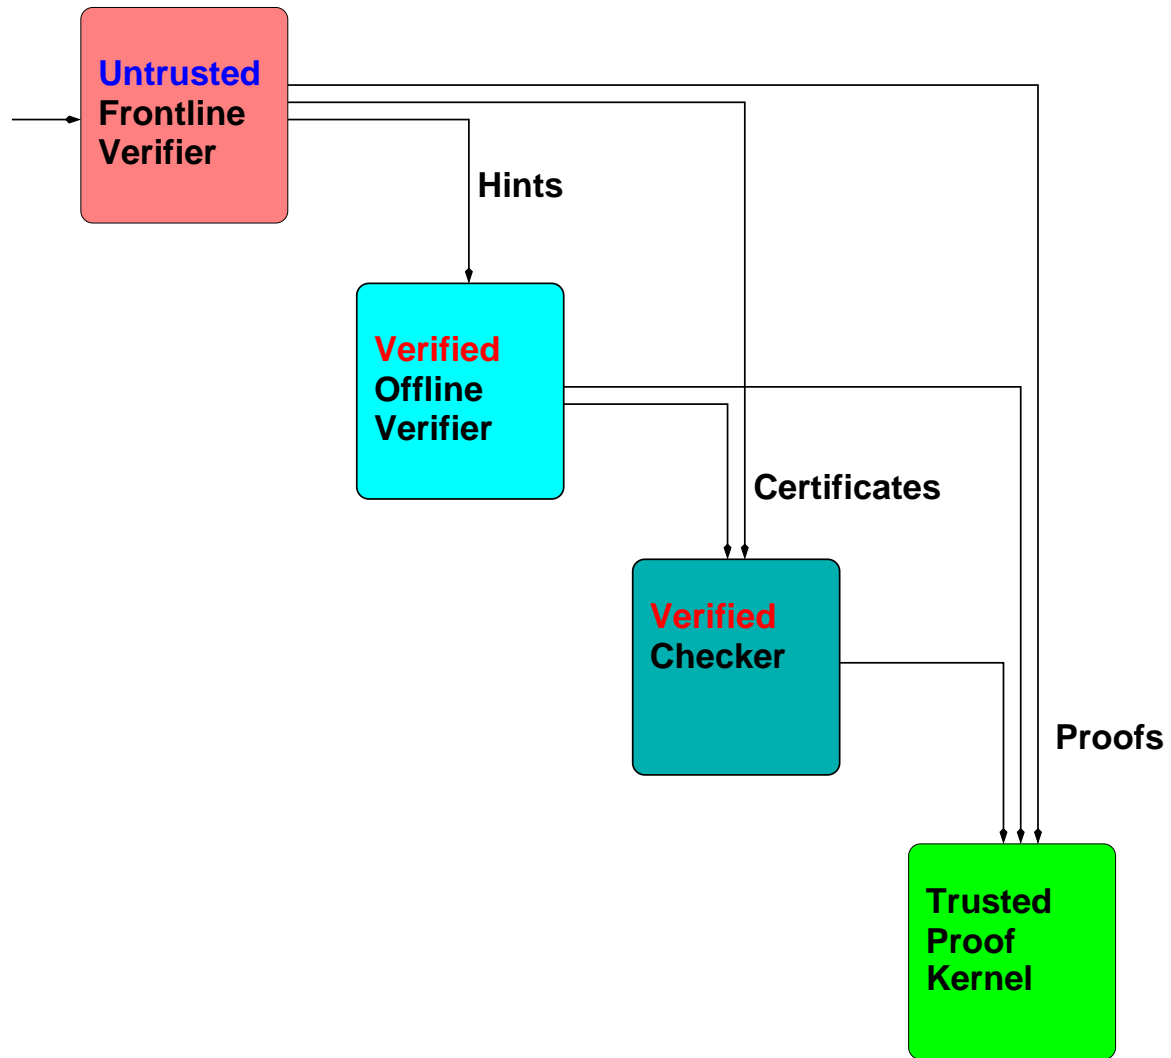 Untrusted
Frontline
Verifier
Hints
Verified
Offline
Verifier
Certificates
Verified
Checker
Proofs
Trusted
Proof
Kernel